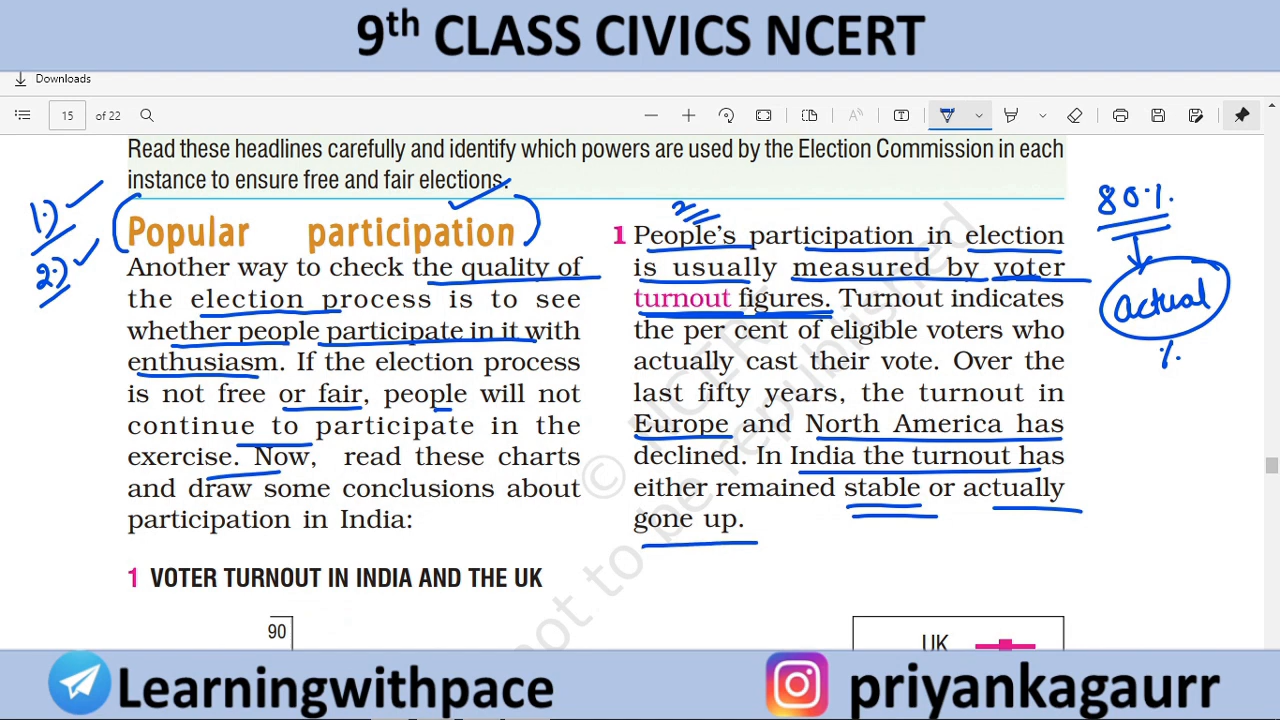 9th CLASS CIVICS NCERT
Downloads
15 of 22
Read these headlines carefully and identify which powers are used by the Election Commission in each
instance to ensure free and fair elections.
1.)
2.)
Popular participation
Another way to check the quality of
the election process is to see
whether people participate in it with
enthusiasm. If the election process
is not free or fair, people will not
continue to participate in the
exercise. Now, read these charts
and draw some conclusions about
participation in India:
1 People's participation in election
is usually measured by voter
turnout figures. Turnout indicates
the per cent of eligible voters who
actually cast their vote. Over the
last fifty years, the turnout in
Europe and North America has
declined. In India the turnout has
either remained stable or actually
gone up.
80%
actual
%
© NCERT
not to be republished
1 VOTER TURNOUT IN INDIA AND THE UK
90
UK
Learningwithpace
priyankagaurr